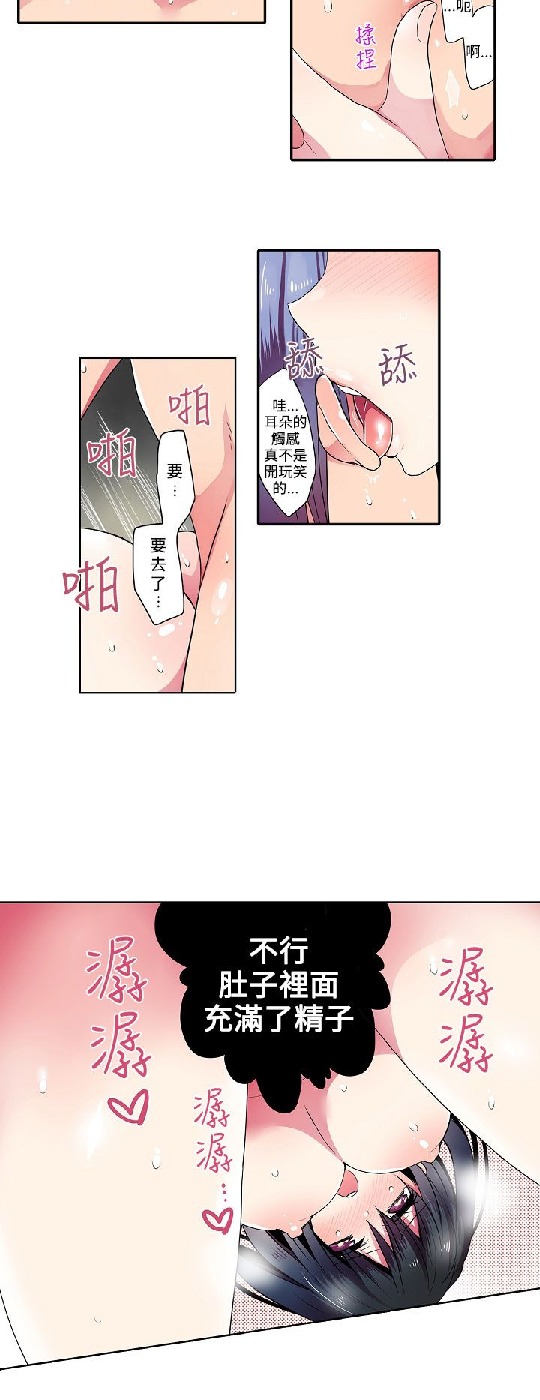 …呃
啊…
揉捏
舔
舔
哇…
耳朵的
觸感
真不是
開玩笑
的…
啪
啪
啪
要…
要去了…
不行
肚子裡面
充滿了精子
潺潺
潺潺♡
潺潺…♡